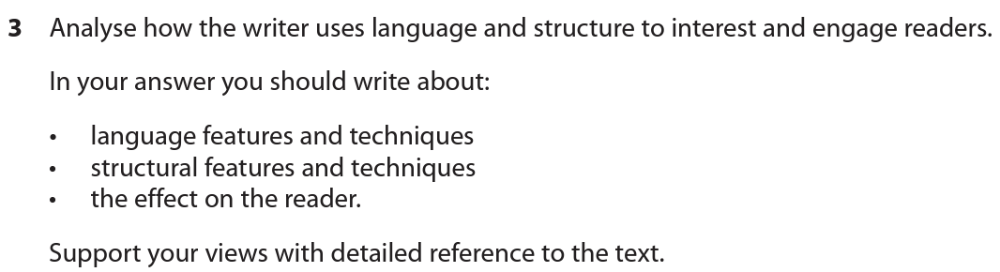 3 Analyse how the writer uses language and structure to interest and engage readers.
In your answer you should write about:
• language features and techniques
• structural features and techniques
• the effect on the reader.
Support your views with detailed reference to the text.